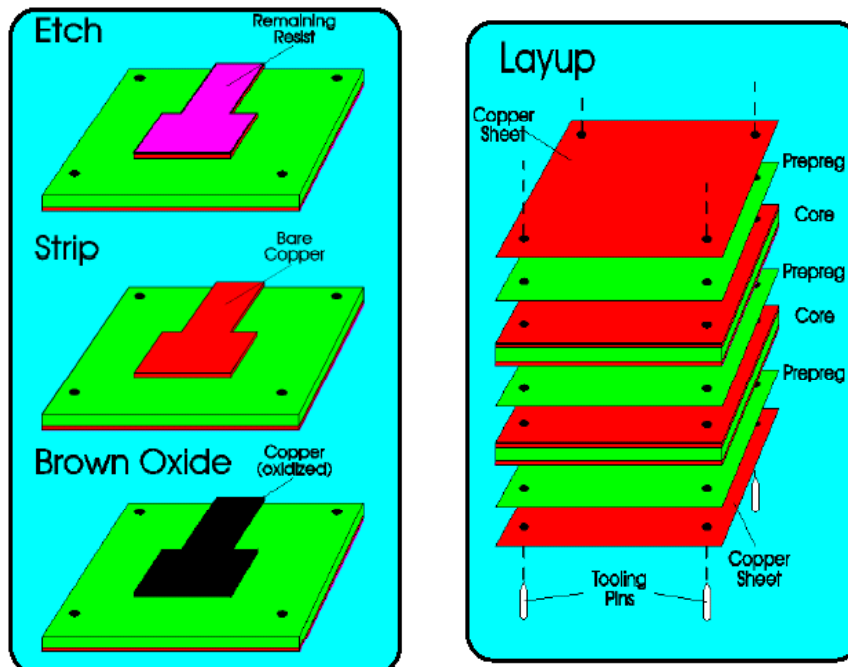 Etch
Remaining
Resist
Strip
Bare
Copper
Brown Oxide
Copper
(oxidized)
Layup
Copper
Sheet
Prepreg
Core
Prepreg
Core
Prepreg
Copper
Sheet
Tooling
Pins